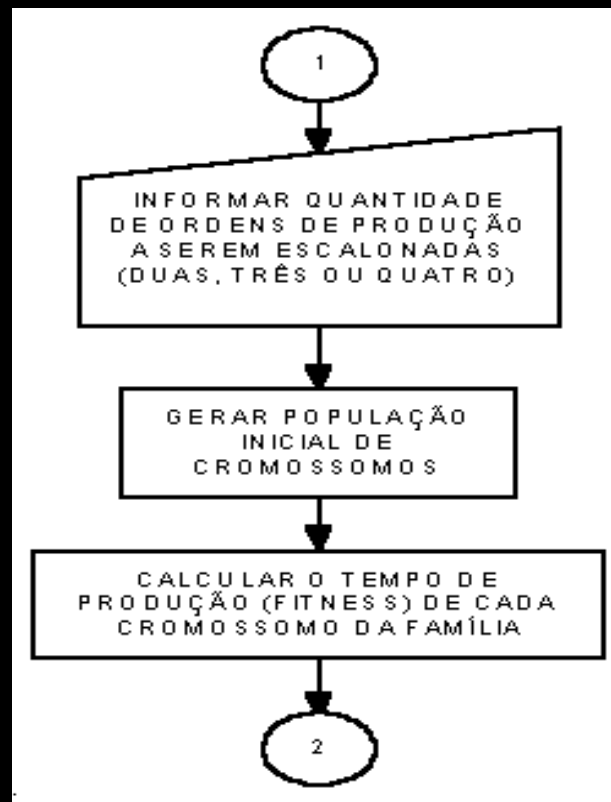 1
INFORMAR QUANTIDADE
DE ORDENS DE PRODUÇÃO
A SEREM ESCALONADAS
(DUAS, TRÊS OU QUATRO)
GERAR POPULAÇÃO
INICIAL DE
CROMOSSOMOS
CALCULAR O TEMPO DE
PRODUÇÃO (FITNESS) DE CADA
CROMOSSOMO DA FAMÍLIA
2